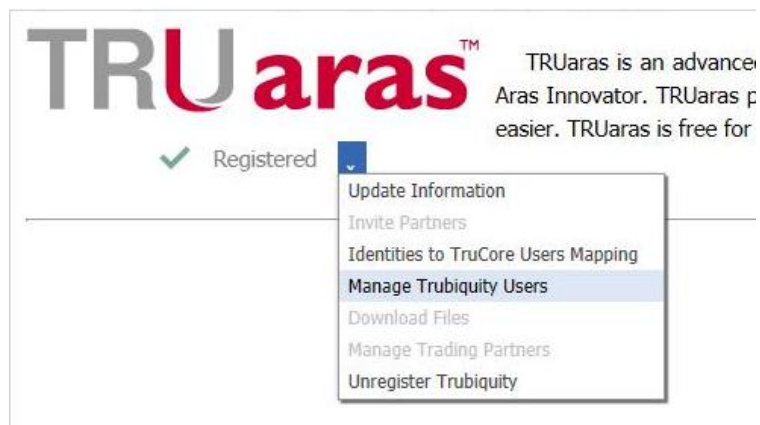 TRUaras™
TRUaras is an advanced
Aras Innovator. TRUaras p
easier. TRUaras is free for
Registered
Update Information
Invite Partners
Identities to TruCore Users Mapping
Manage Trubiquity Users
Download Files
Manage Trading Partners
Unregister Trubiquity